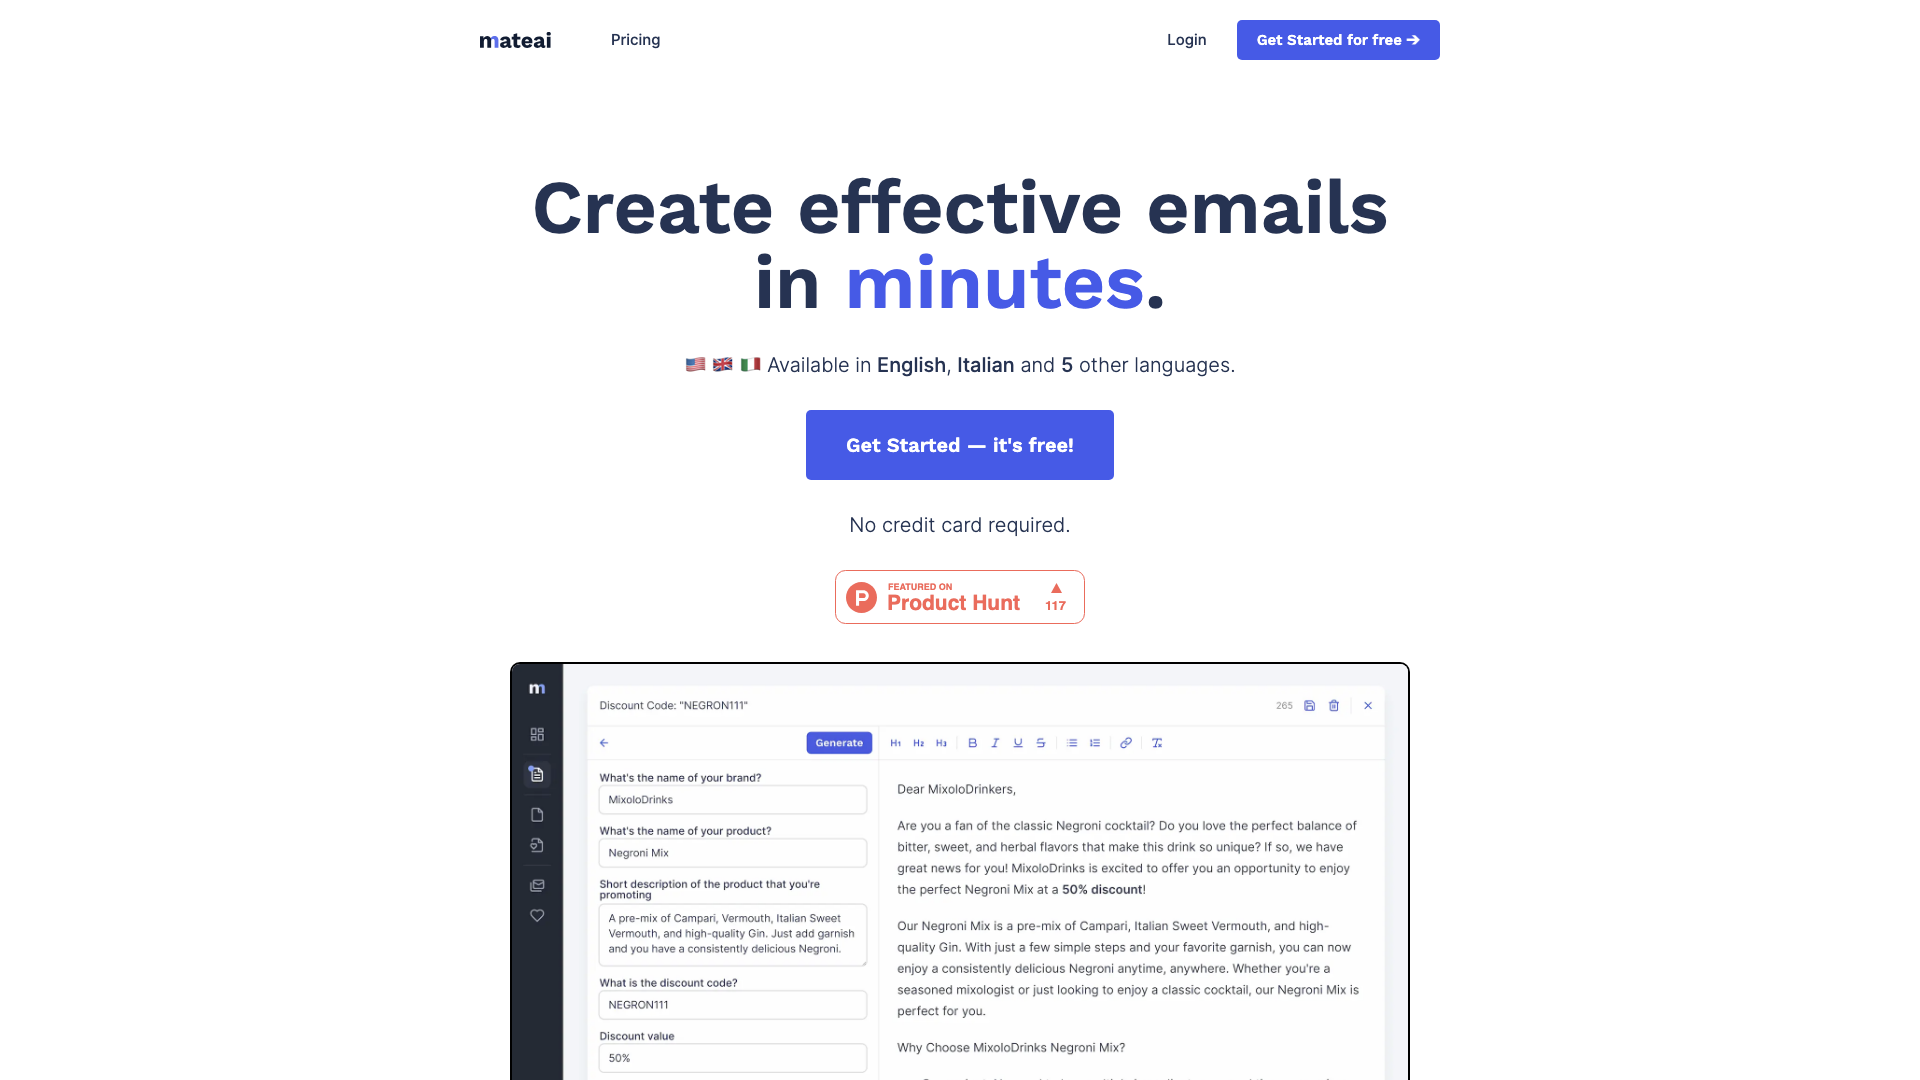 mateai
Pricing
Login
Get Started for free →
Create effective emails
in minutes.
🇺🇸 🇬🇧 🇮🇹 Available in English, Italian and 5 other languages.
Get Started — it's free!
No credit card required.
P
FEATURED ON
Product Hunt
▲
117
m
Discount Code: "NEGRON111"
265
Generate
H1 H2 H3 B I U S Tx
What's the name of your brand?
MixoloDrinks
What's the name of your product?
Negroni Mix
Short description of the product that you're
promoting
A pre-mix of Campari, Vermouth, Italian Sweet
Vermouth, and high-quality Gin. Just add garnish
and you have a consistently delicious Negroni.
What is the discount code?
NEGRON111
Discount value
50%
Dear MixoloDrinkers,
Are you a fan of the classic Negroni cocktail? Do you love the perfect balance of
bitter, sweet, and herbal flavors that make this drink so unique? If so, we have
great news for you! MixoloDrinks is excited to offer you an opportunity to enjoy
the perfect Negroni Mix at a 50% discount!
Our Negroni Mix is a pre-mix of Campari, Italian Sweet Vermouth, and high-
quality Gin. With just a few simple steps and your favorite garnish, you can now
enjoy a consistently delicious Negroni anytime, anywhere. Whether you're a
seasoned mixologist or just looking to enjoy a classic cocktail, our Negroni Mix is
perfect for you.
Why Choose MixoloDrinks Negroni Mix?